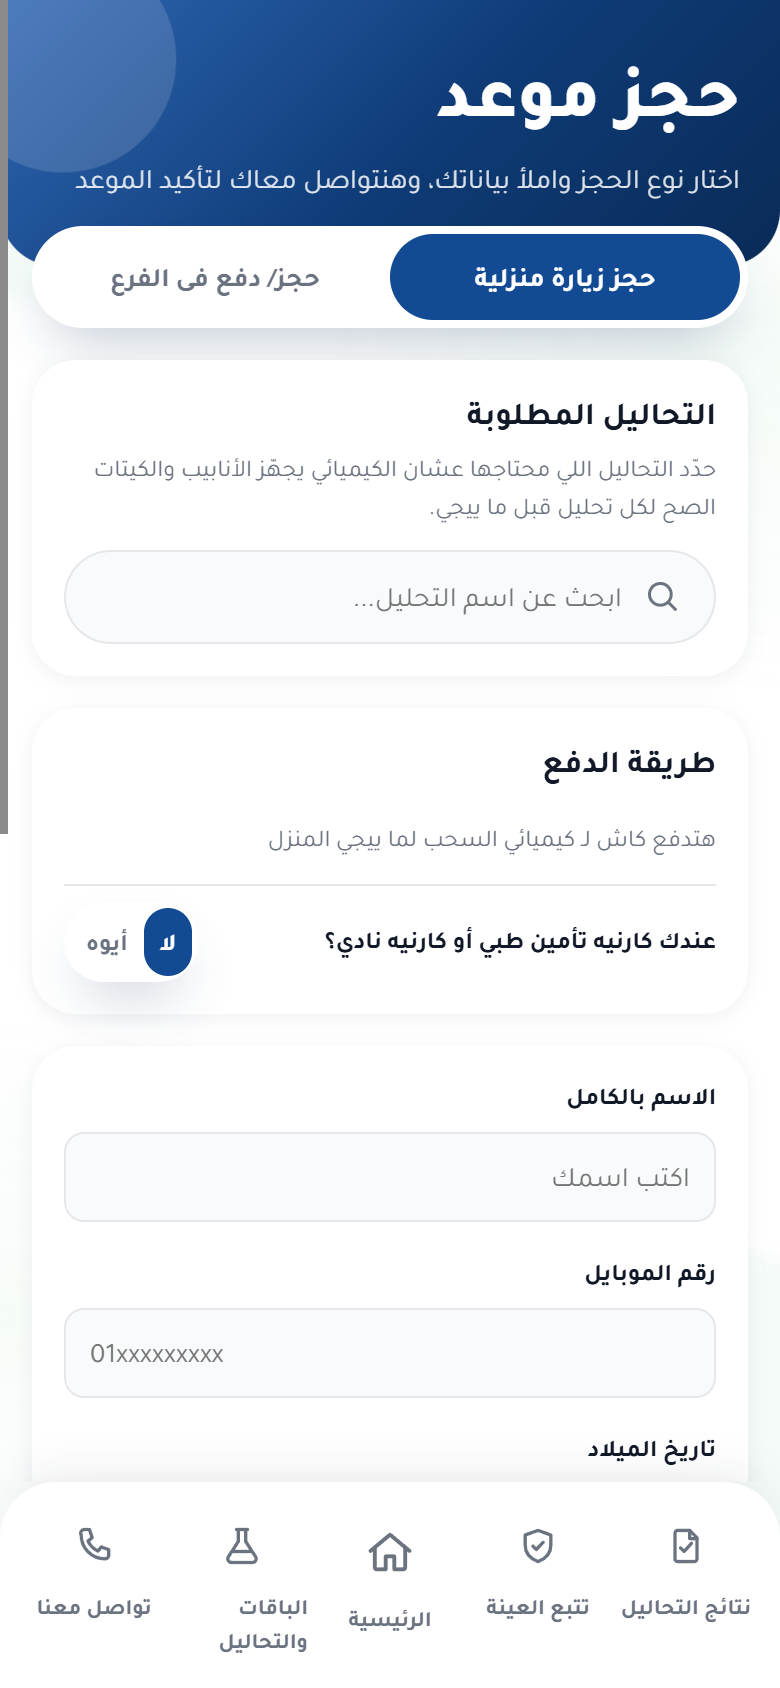 حجز موعد
اختار نوع الحجز واملأ بياناتك، وهنتواصل معاك لتأكيد الموعد
حجز زيارة منزلية
حجز/ دفع فى الفرع
التحاليل المطلوبة
حدّد التحاليل اللي محتاجها عشان الكيميائي يجهّز الأنابيب والكيتات
الصح لكل تحليل قبل ما ييجي.
ابحث عن اسم التحليل...
طريقة الدفع
هتدفع كاش لـ كيميائي السحب لما ييجي المنزل
عندك كارنيه تأمين طبي أو كارنيه نادي؟
لا
أيوه
الاسم بالكامل
اكتب اسمك
رقم الموبايل
01xxxxxxxxx
تاريخ الميلاد
نتائج التحاليل
تتبع العينة
الرئيسية
الباقات
والتحاليل
تواصل معنا